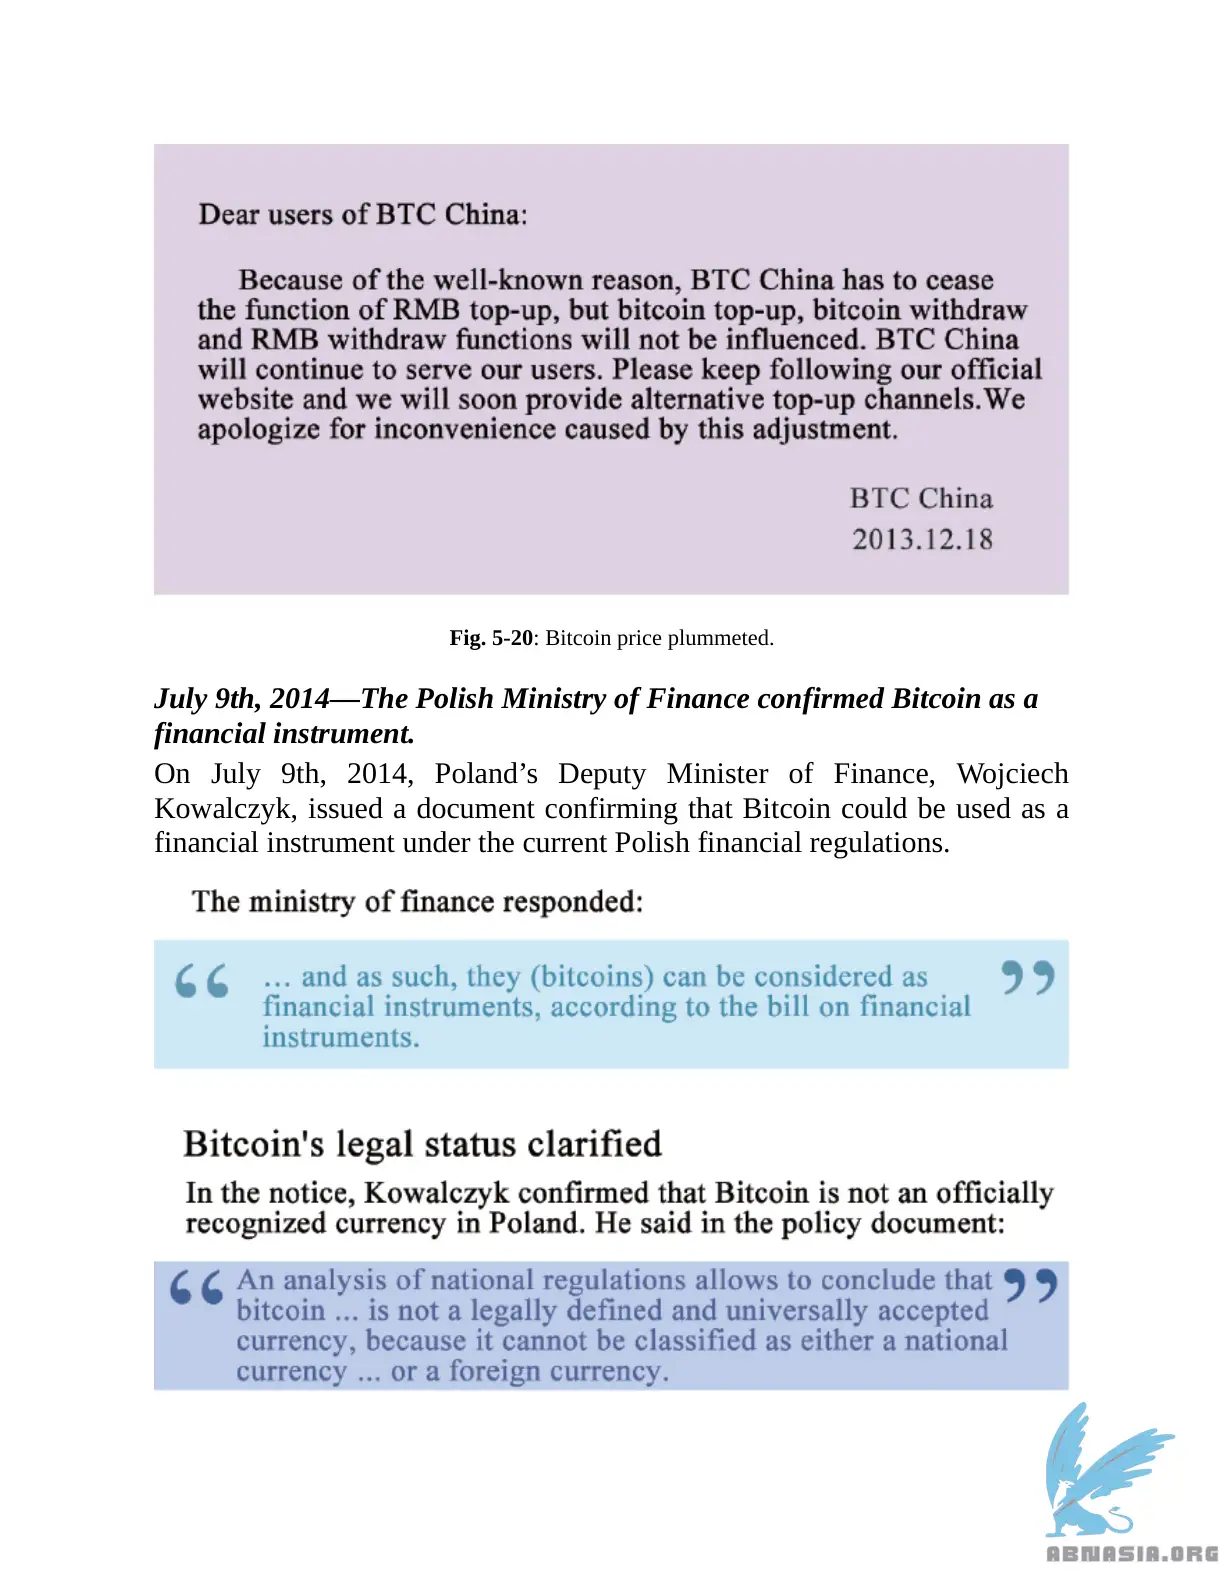 Dear users of BTC China:
Because of the well-known reason, BTC China has to cease
the function of RMB top-up, but bitcoin top-up, bitcoin withdraw
and RMB withdraw functions will not be influenced. BTC China
will continue to serve our users. Please keep following our official
website and we will soon provide alternative top-up channels.We
apologize for inconvenience caused by this adjustment.
BTC China
2013.12.18
Fig. 5-20: Bitcoin price plummeted.
July 9th, 2014—The Polish Ministry of Finance confirmed Bitcoin as a
financial instrument.
On July 9th, 2014, Poland’s Deputy Minister of Finance, Wojciech
Kowalczyk, issued a document confirming that Bitcoin could be used as a
financial instrument under the current Polish financial regulations.
The ministry of finance responded:
“ ... and as such, they (bitcoins) can be considered as ”
financial instruments, according to the bill on financial
instruments.
Bitcoin's legal status clarified
In the notice, Kowalczyk confirmed that Bitcoin is not an officially
recognized currency in Poland. He said in the policy document:
“ An analysis of national regulations allows to conclude that ”
bitcoin ... is not a legally defined and universally accepted
currency, because it cannot be classified as either a national
currency ... or a foreign currency.
ABNASIA.ORG